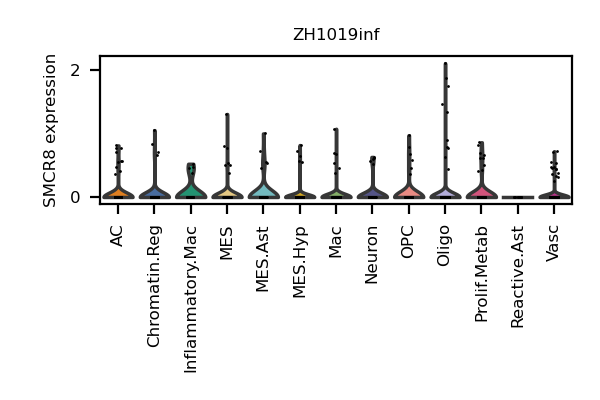 ZH1019inf
SMCR8 expression
2
0
AC
Chromatin.Reg
Inflammatory.Mac
MES
MES.Ast
MES.Hyp
Mac
Neuron
OPC
Oligo
Prolif.Metab
Reactive.Ast
Vasc